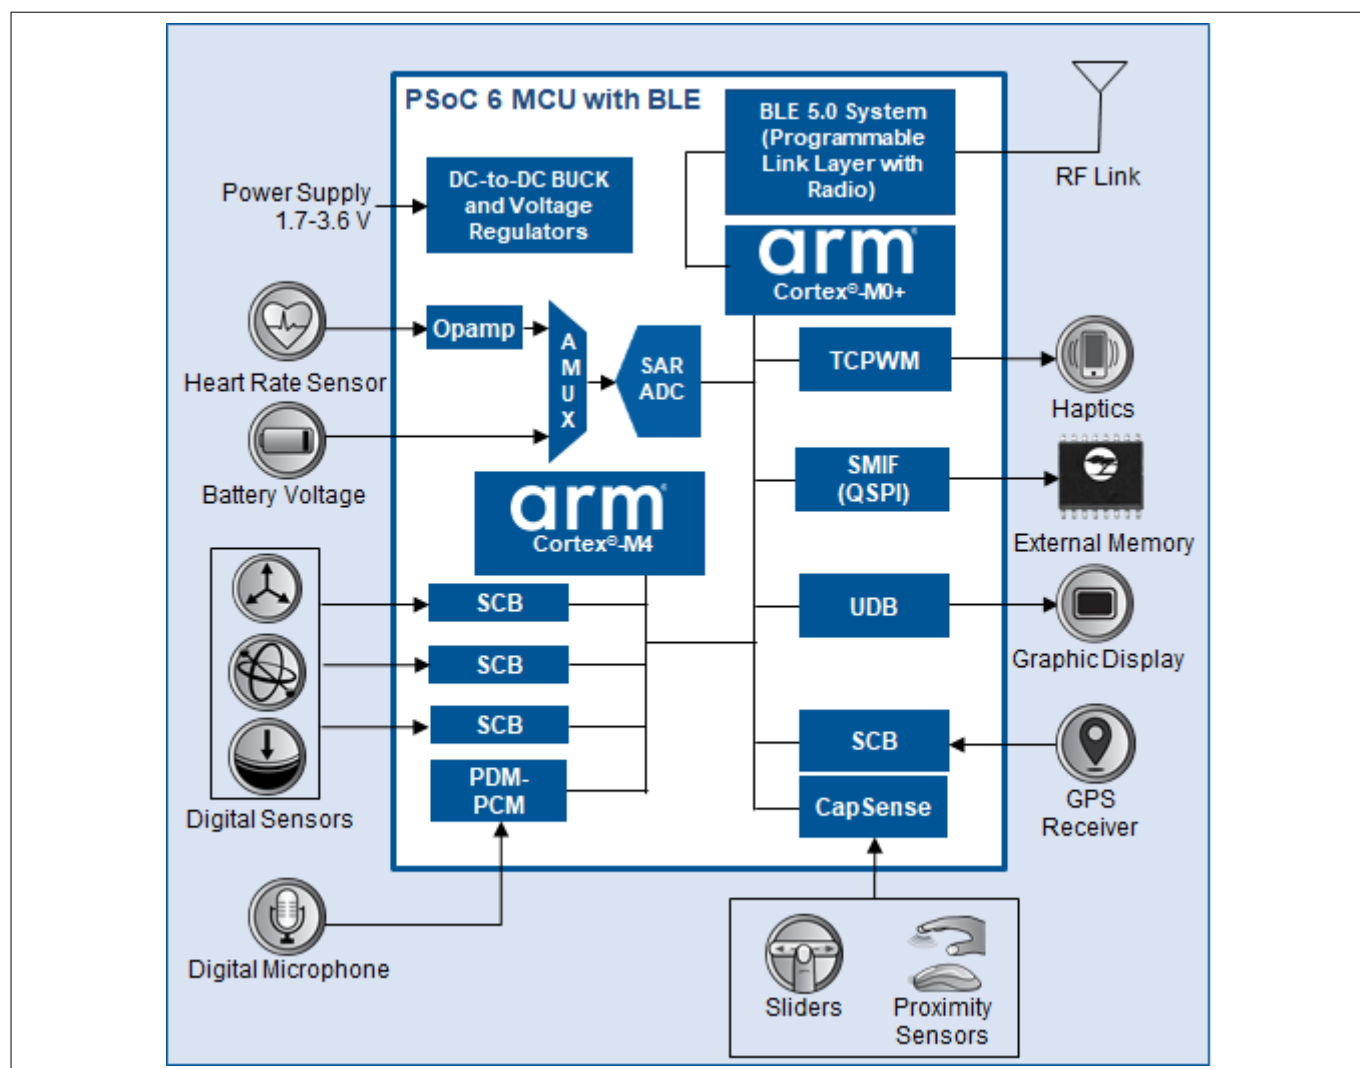 PSoC 6 MCU with BLE
BLE 5.0 System
(Programmable
Link Layer with
Radio)
RF Link
Power Supply
1.7-3.6 V
DC-to-DC BUCK
and Voltage
Regulators
arm
Cortex®-M0+
Heart Rate Sensor
Opamp
AMUX
SAR
ADC
TCPWM
Haptics
Battery Voltage
arm
Cortex®-M4
SMIF
(QSPI)
External Memory
Digital Sensors
SCB
SCB
SCB
PDM-
PCM
UDB
Graphic Display
SCB
GPS
Receiver
CapSense
Digital Microphone
Sliders
Proximity
Sensors